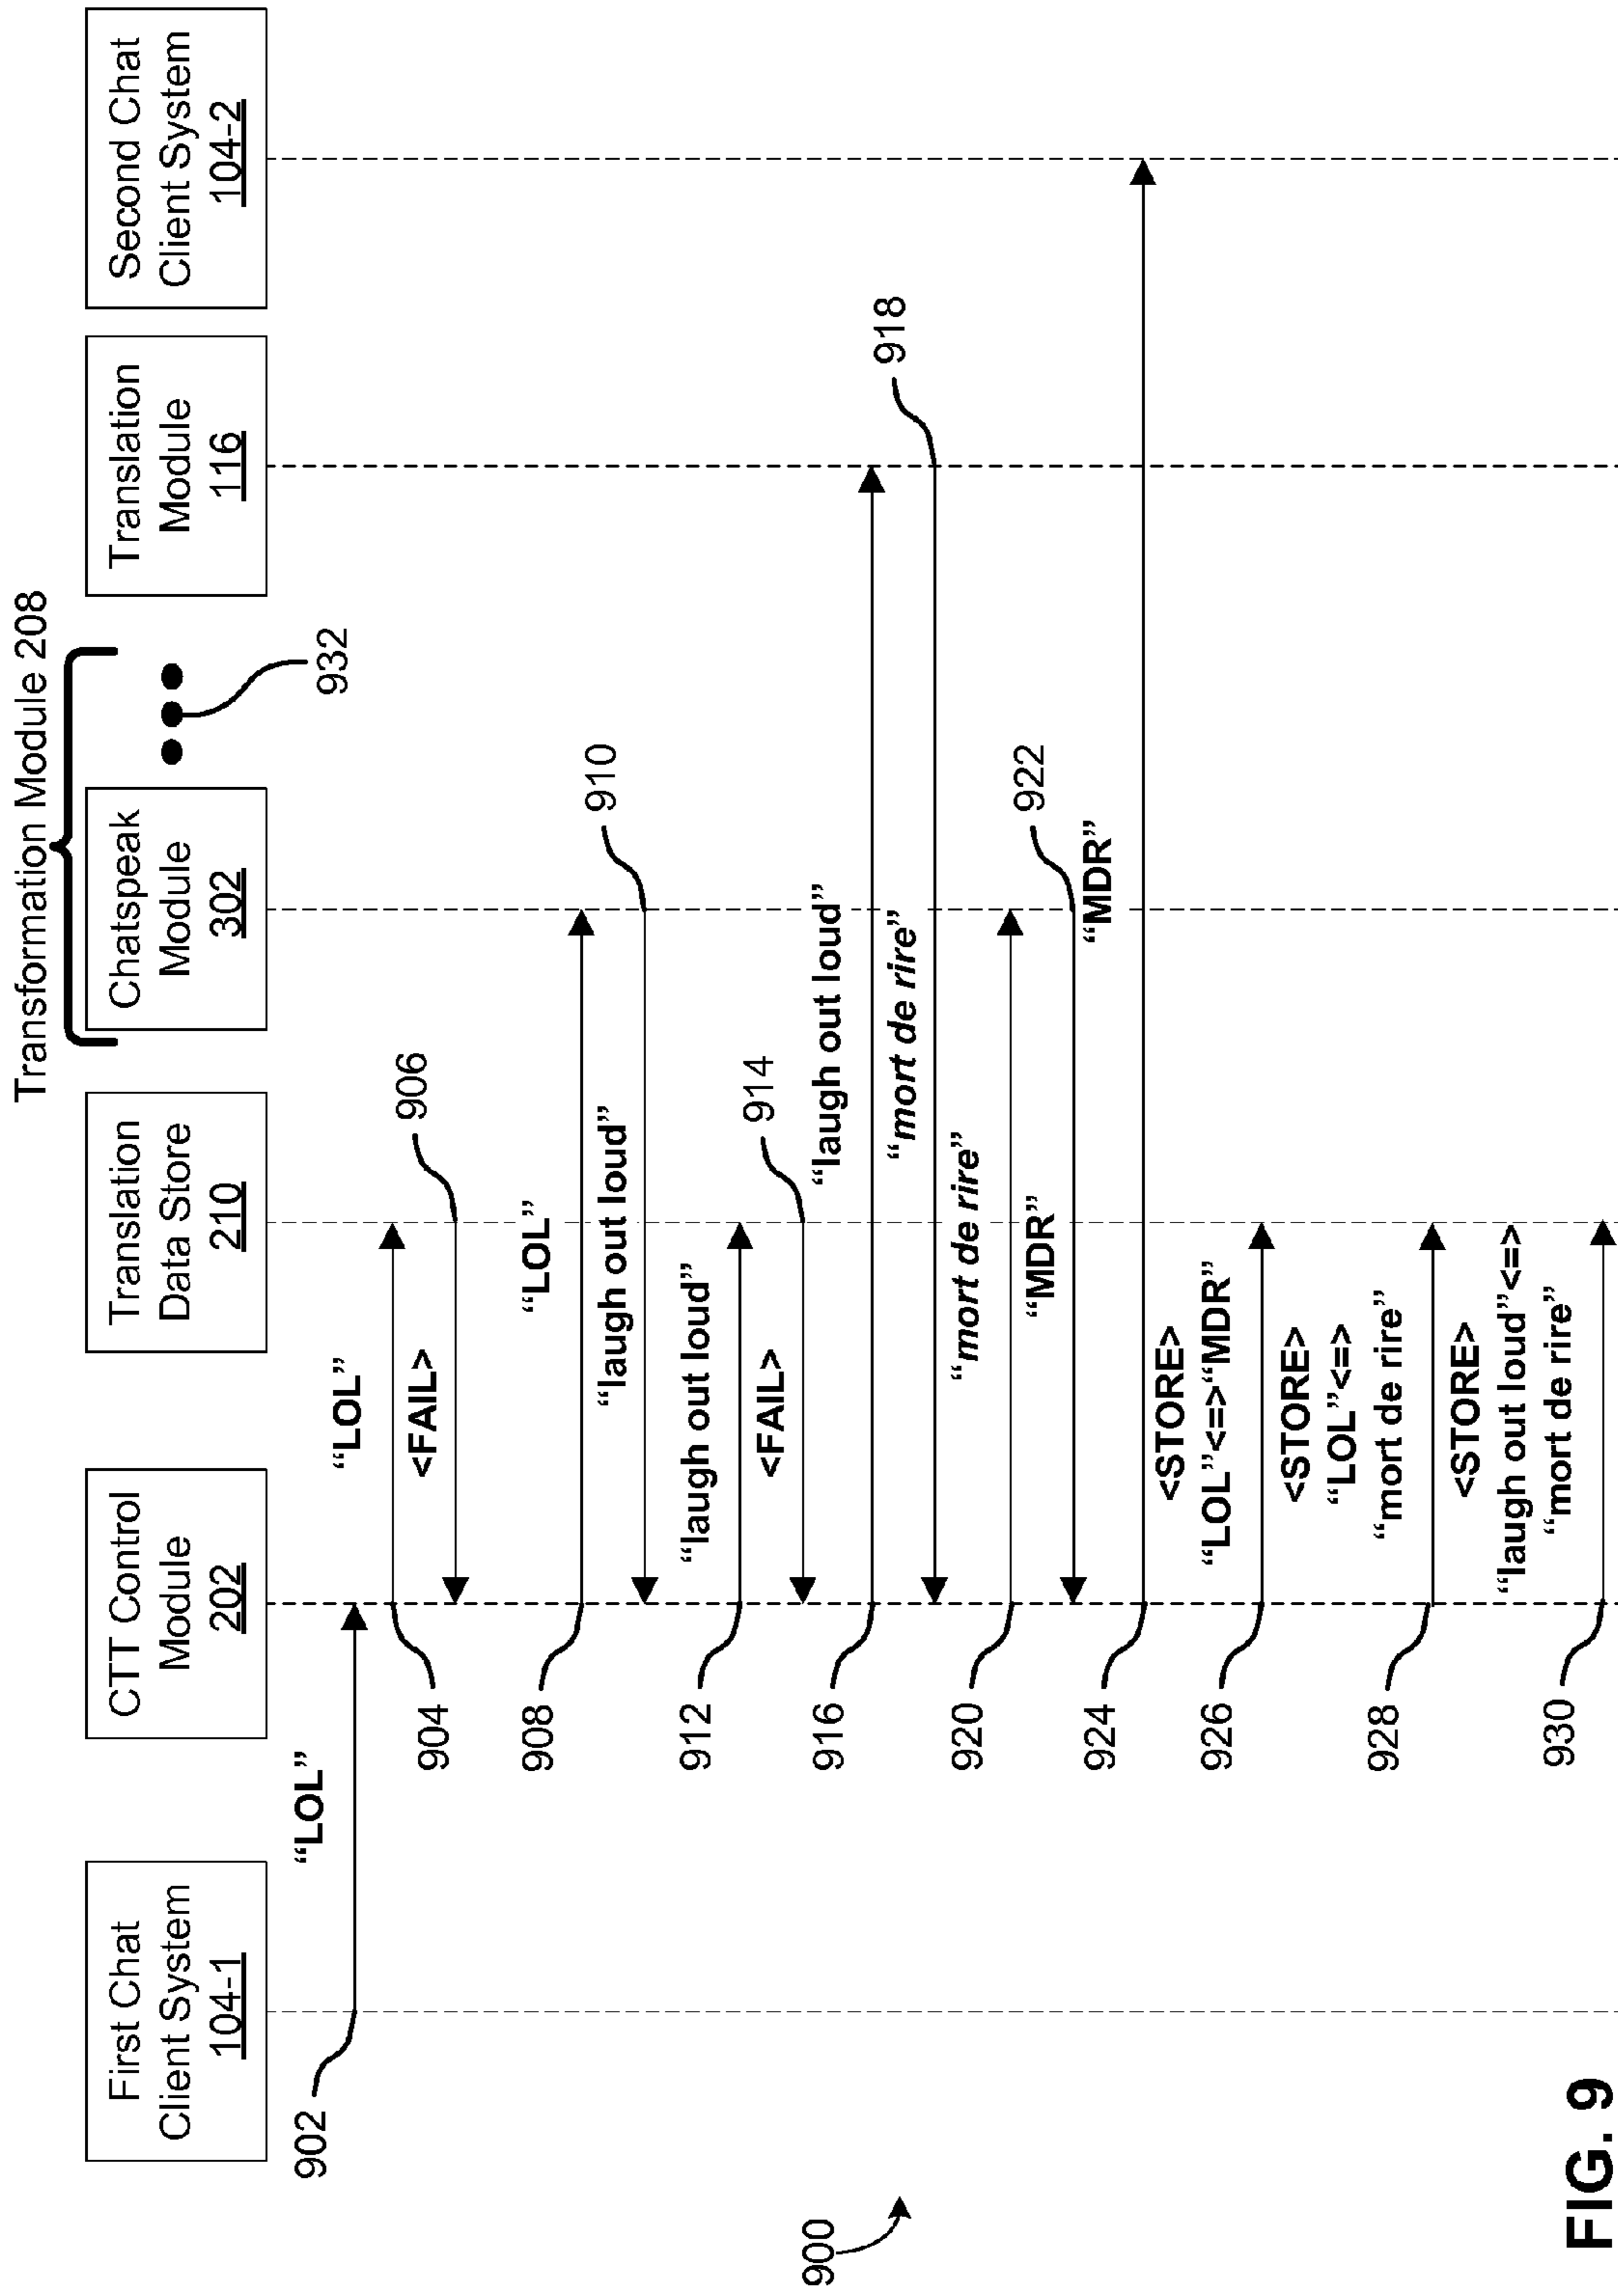 Transformation Module 208
First Chat
Client System
104-1
CTT Control
Module
202
Translation
Data Store
210
Chatspeak
Module
302
932
Translation
Module
116
Second Chat
Client System
104-2
902
“LOL”
904
“LOL”
<FAIL>
906
908
“LOL”
“laugh out loud”
910
912
“laugh out loud”
<FAIL>
914
916
“laugh out loud”
“mort de rire”
918
920
“mort de rire”
“MDR”
922
924
“MDR”
926
<STORE>
“LOL”<=>“MDR”
928
<STORE>
“LOL”<=>
“mort de rire”
930
<STORE>
“laugh out loud”<=>
“mort de rire”
900
FIG. 9